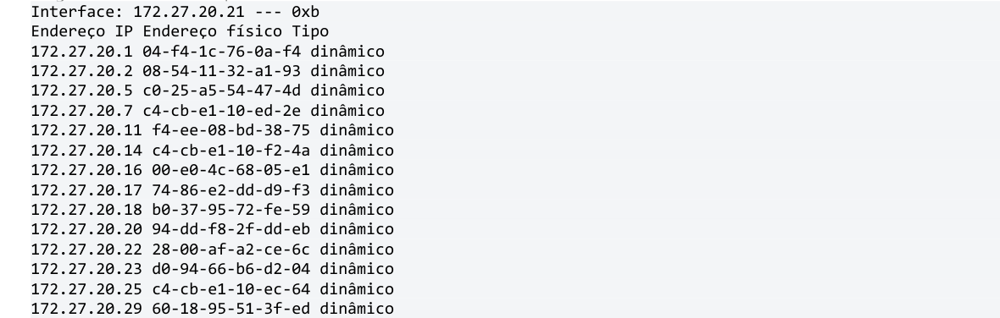 Interface: 172.27.20.21 --- 0xb
Endereço IP Endereço físico Tipo
172.27.20.1 04-f4-1c-76-0a-f4 dinâmico
172.27.20.2 08-54-11-32-a1-93 dinâmico
172.27.20.5 c0-25-a5-54-47-4d dinâmico
172.27.20.7 c4-cb-e1-10-ed-2e dinâmico
172.27.20.11 f4-ee-08-bd-38-75 dinâmico
172.27.20.14 c4-cb-e1-10-f2-4a dinâmico
172.27.20.16 00-e0-4c-68-05-e1 dinâmico
172.27.20.17 74-86-e2-dd-d9-f3 dinâmico
172.27.20.18 b0-37-95-72-fe-59 dinâmico
172.27.20.20 94-dd-f8-2f-dd-eb dinâmico
172.27.20.22 28-00-af-a2-ce-6c dinâmico
172.27.20.23 d0-94-66-b6-d2-04 dinâmico
172.27.20.25 c4-cb-e1-10-ec-64 dinâmico
172.27.20.29 60-18-95-51-3f-ed dinâmico